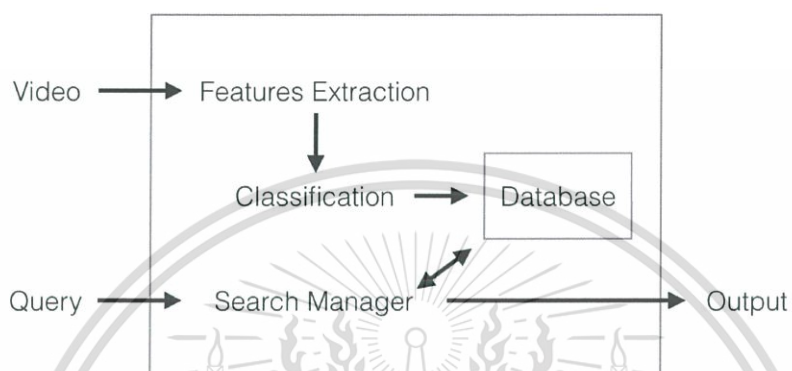 Video Features Extraction
Classification Database
Query Search Manager Output